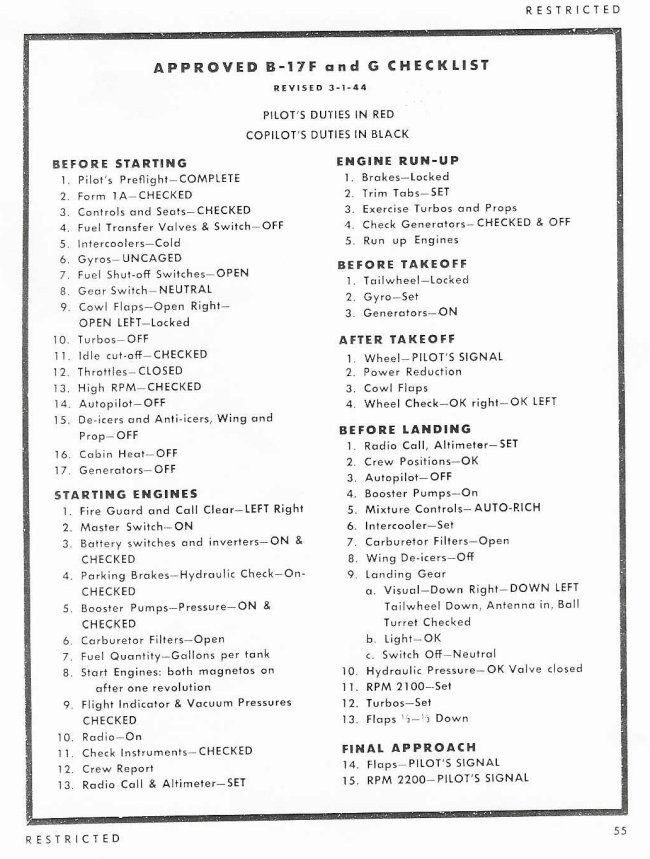 RESTRICTED
APPROVED B-17F and G CHECKLIST
REVISED 3-1-44
PILOT'S DUTIES IN RED
COPILOT'S DUTIES IN BLACK
BEFORE STARTING
1. Pilot's Preflight—COMPLETE
2. Form 1A—CHECKED
3. Controls and Seats—CHECKED
4. Fuel Transfer Valves & Switch—OFF
5. Intercoolers—Cold
6. Gyros—UNCAGED
7. Fuel Shut-off Switches—OPEN
8. Gear Switch—NEUTRAL
9. Cowl Flaps—Open Right—
OPEN LEFT—Locked
10. Turbos—OFF
11. Idle cut-off—CHECKED
12. Throttles—CLOSED
13. High RPM—CHECKED
14. Autopilot—OFF
15. De-icers and Anti-icers, Wing and
Prop—OFF
16. Cabin Heat—OFF
17. Generators—OFF
STARTING ENGINES
1. Fire Guard and Call Clear—LEFT Right
2. Master Switch—ON
3. Battery switches and inverters—ON &
CHECKED
4. Parking Brakes—Hydraulic Check—On-
CHECKED
5. Booster Pumps—Pressure—ON &
CHECKED
6. Carburetor Filters—Open
7. Fuel Quantity—Gallons per tank
8. Start Engines: both magnetos on
after one revolution
9. Flight Indicator & Vacuum Pressures
CHECKED
10. Radio—On
11. Check Instruments—CHECKED
12. Crew Report
13. Radio Call & Altimeter—SET
ENGINE RUN-UP
1. Brakes—Locked
2. Trim Tabs—SET
3. Exercise Turbos and Props
4. Check Generators—CHECKED & OFF
5. Run up Engines
BEFORE TAKEOFF
1. Tailwheel—Locked
2. Gyro—Set
3. Generators—ON
AFTER TAKEOFF
1. Wheel—PILOT'S SIGNAL
2. Power Reduction
3. Cowl Flaps
4. Wheel Check—OK right—OK LEFT
BEFORE LANDING
1. Radio Call, Altimeter—SET
2. Crew Positions—OK
3. Autopilot—OFF
4. Booster Pumps—On
5. Mixture Controls—AUTO-RICH
6. Intercooler—Set
7. Carburetor Filters—Open
8. Wing De-icers—Off
9. Landing Gear
a. Visual—Down Right—DOWN LEFT
Tailwheel Down, Antenna in, Ball
Turret Checked
b. Light—OK
c. Switch Off—Neutral
10. Hydraulic Pressure—OK Valve closed
11. RPM 2100—Set
12. Turbos—Set
13. Flaps ⅓—⅓ Down
FINAL APPROACH
14. Flaps—PILOT'S SIGNAL
15. RPM 2200—PILOT'S SIGNAL
RESTRICTED
55